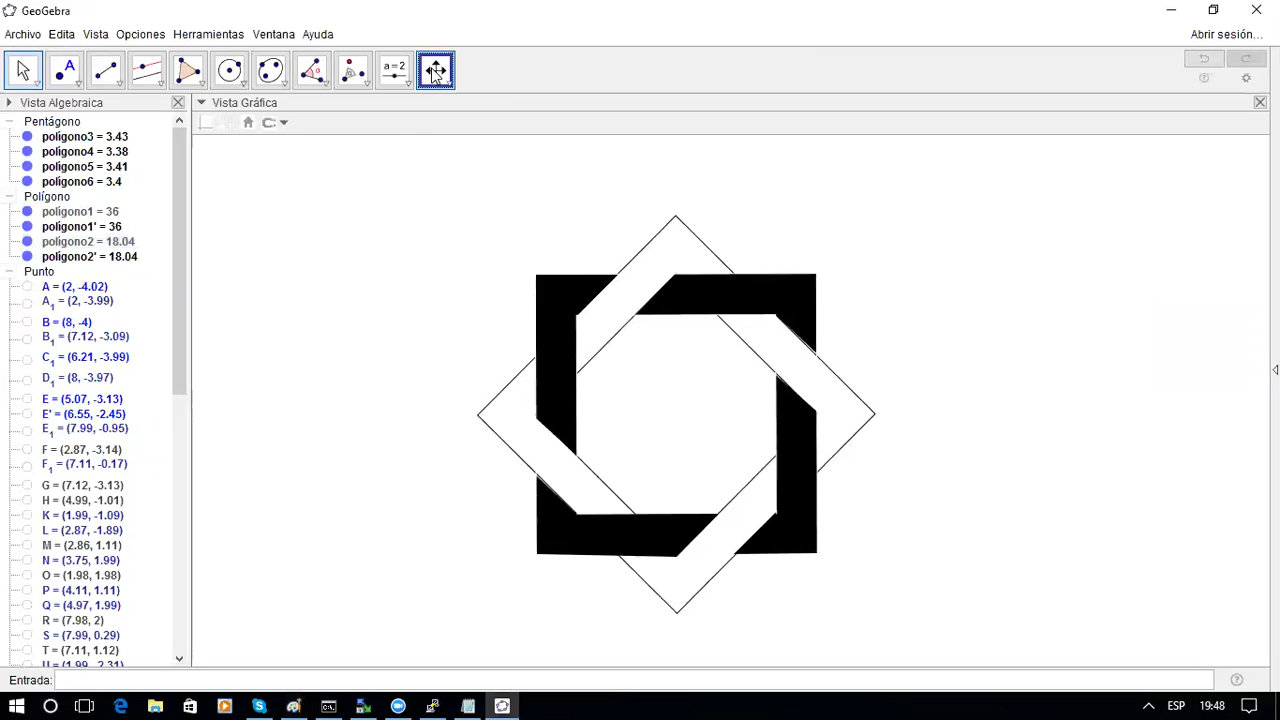 GeoGebra
Archivo Edita Vista Opciones Herramientas Ventana Ayuda
Abrir sesión...
A
a = 2
Vista Algebraica
Vista Gráfica
Pentágono
polígono3 = 3.43
polígono4 = 3.38
polígono5 = 3.41
polígono6 = 3.4
Polígono
polígono1 = 36
polígono1' = 36
polígono2 = 18.04
polígono2' = 18.04
Punto
A = (2, -4.02)
A₁ = (2, -3.99)
B = (8, -4)
B₁ = (7.12, -3.09)
C₁ = (6.21, -3.99)
D₁ = (8, -3.97)
E = (5.07, -3.13)
E' = (6.55, -2.45)
E₁ = (7.99, -0.95)
F = (2.87, -3.14)
F₁ = (7.11, -0.17)
G = (7.12, -3.13)
H = (4.99, -1.01)
K = (1.99, -1.09)
L = (2.87, -1.89)
M = (2.86, 1.11)
N = (3.75, 1.99)
O = (1.98, 1.98)
P = (4.11, 1.11)
Q = (4.97, 1.99)
R = (7.98, 2)
S = (7.99, 0.29)
T = (7.11, 1.12)
U = (1.99, -2.31)
Entrada:
ESP 19:48